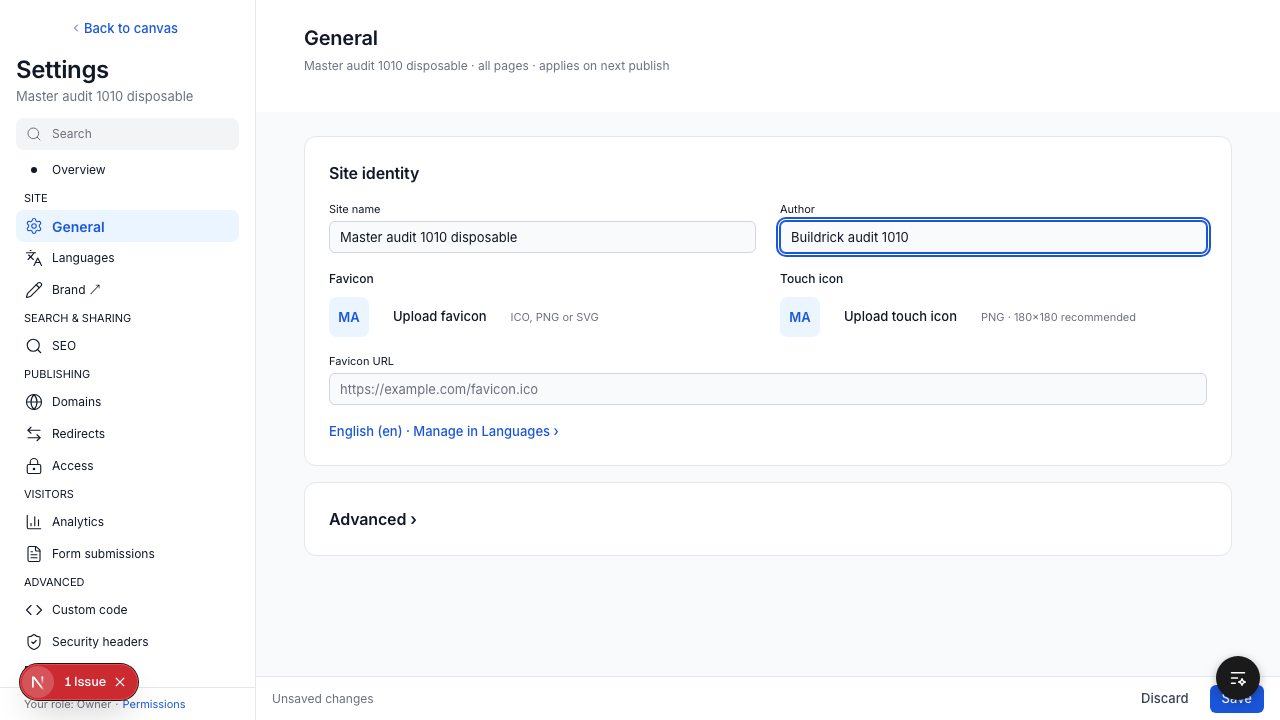 Back to canvas
Settings
Master audit 1010 disposable
Search
Overview
SITE
General
Languages
Brand ↗
SEARCH & SHARING
SEO
PUBLISHING
Domains
Redirects
Access
VISITORS
Analytics
Form submissions
ADVANCED
Custom code
Security headers
N 1 Issue
Your role: Owner · Permissions
General
Master audit 1010 disposable · all pages · applies on next publish
Site identity
Site name
Master audit 1010 disposable
Author
Buildrick audit 1010
Favicon
MA Upload favicon ICO, PNG or SVG
Touch icon
MA Upload touch icon PNG · 180×180 recommended
Favicon URL
https://example.com/favicon.ico
English (en) · Manage in Languages ›
Advanced ›
Unsaved changes
Discard
Save